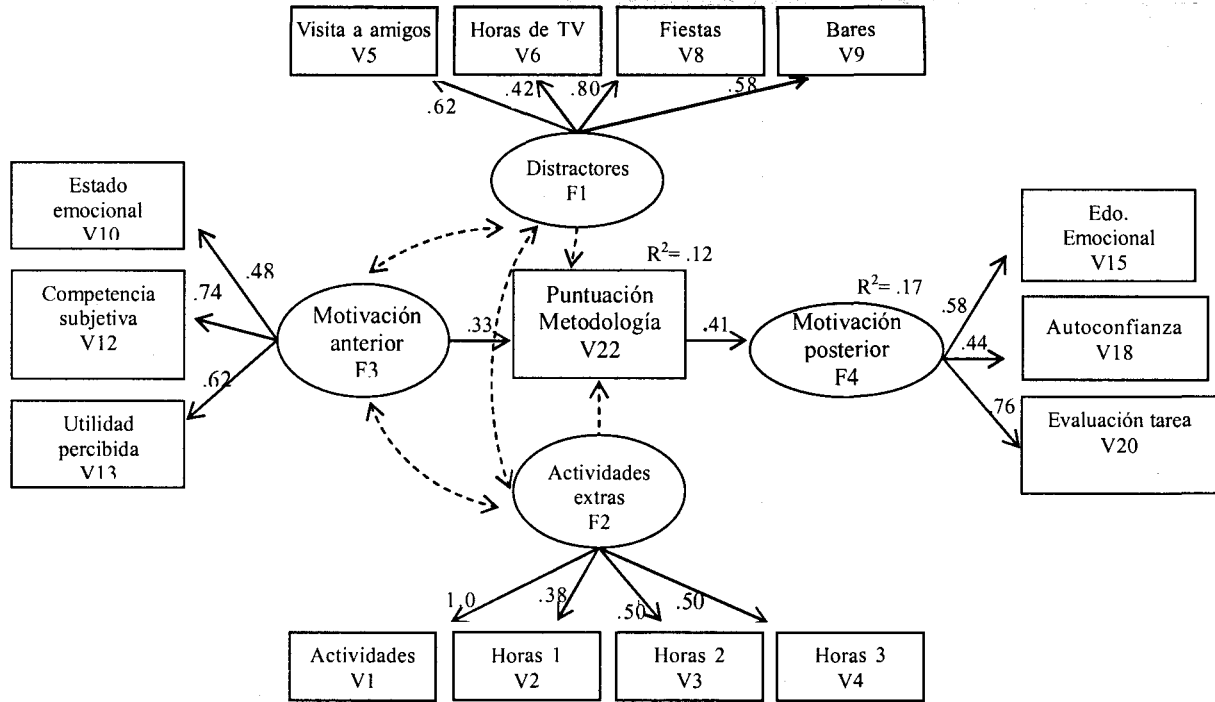 Visita a amigos
V5
Horas de TV
V6
Fiestas
V8
Bares
V9
.62
.42
.80
.58
Distractores
F1
Estado
emocional
V10
Competencia
subjetiva
V12
Utilidad
percibida
V13
.48
.74
.62
Motivación
anterior
F3
.33
R²= .12
Puntuación
Metodología
V22
.41
R²= .17
Motivación
posterior
F4
.58
.44
.76
Edo.
Emocional
V15
Autoconfianza
V18
Evaluación tarea
V20
Actividades
extras
F2
1.0
.38
.50
.50
Actividades
V1
Horas 1
V2
Horas 2
V3
Horas 3
V4